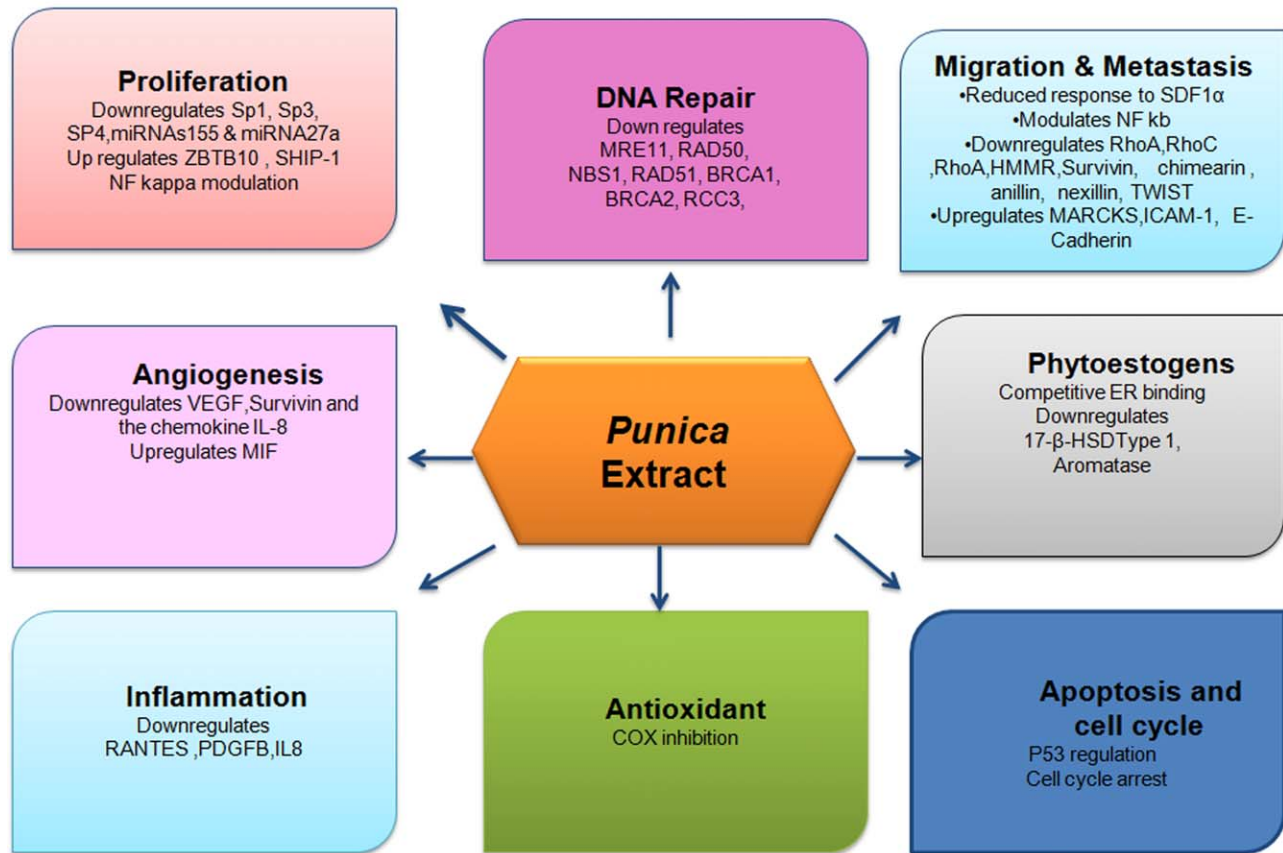 Proliferation
Downregulates Sp1, Sp3,
SP4,miRNAs155 & miRNA27a
Up regulates ZBTB10 , SHIP-1
NF kappa modulation
DNA Repair
Down regulates
MRE11, RAD50,
NBS1, RAD51, BRCA1,
BRCA2, RCC3,
Migration & Metastasis
•Reduced response to SDF1α
•Modulates NF kb
•Downregulates RhoA,RhoC
,RhoA,HMMR,Survivin, chimearin ,
anillin, nexillin, TWIST
•Upregulates MARCKS,ICAM-1, E-
Cadherin
Angiogenesis
Downregulates VEGF,Survivin and
the chemokine IL-8
Upregulates MIF
Punica
Extract
Phytoestogens
Competitive ER binding
Downregulates
17-β-HSDType 1,
Aromatase
Inflammation
Downregulates
RANTES ,PDGFB,IL8
Antioxidant
COX inhibition
Apoptosis and
cell cycle
P53 regulation
Cell cycle arrest